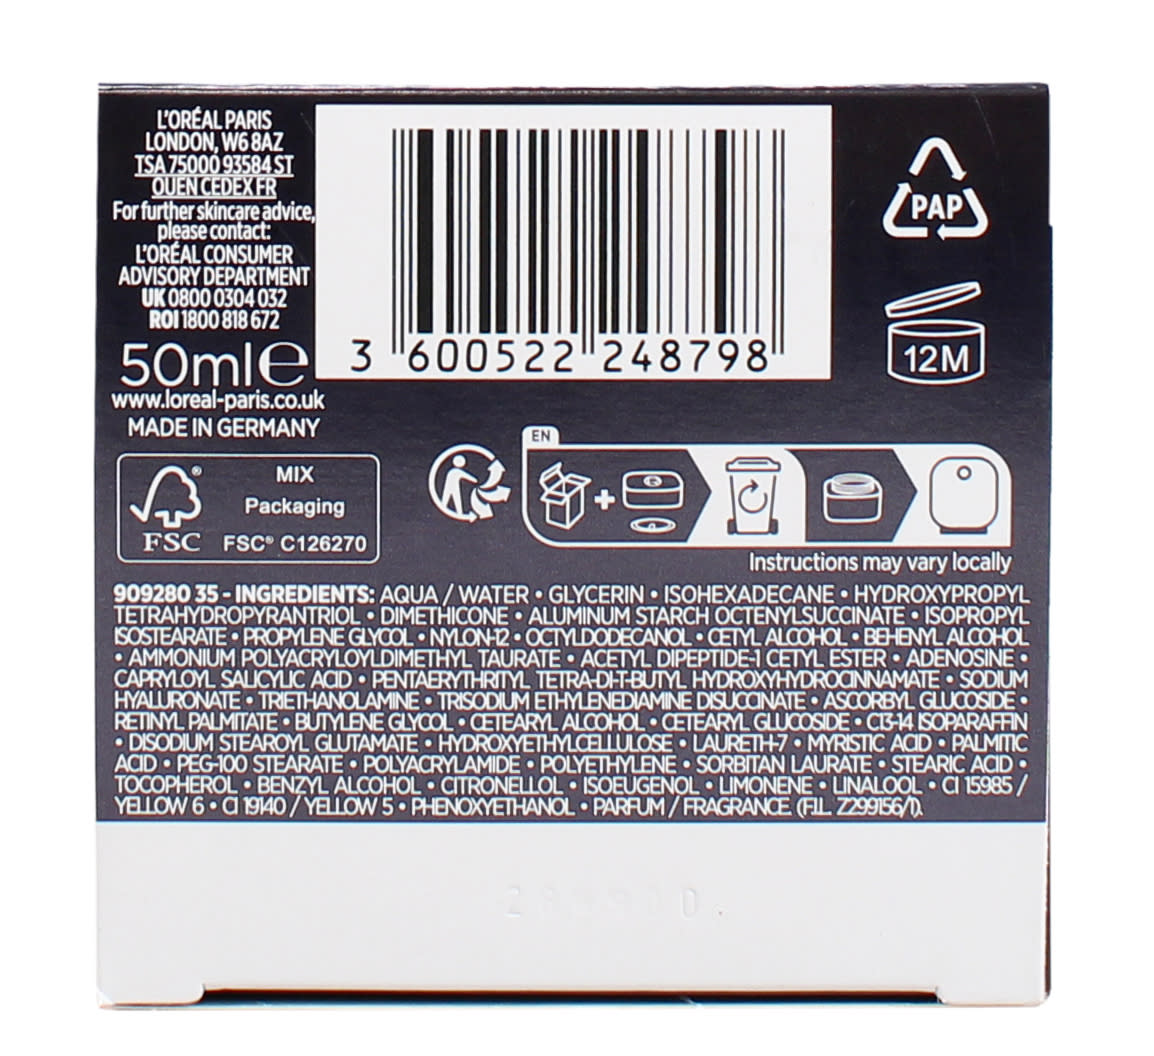 L'ORÉAL PARIS
LONDON, W6 8AZ
TSA 75000 93584 ST
OUEN CEDEX FR
For further skincare advice,
please contact:
L'ORÉAL CONSUMER
ADVISORY DEPARTMENT
UK 0800 0304 032
ROI 1800 818 672
50ml e
www.loreal-paris.co.uk
MADE IN GERMANY
3 600522 248798
PAP
12M
MIX
Packaging
FSC® C126270
FSC
EN
Instructions may vary locally
909280 35 - INGREDIENTS: AQUA / WATER • GLYCERIN • ISOHEXADECANE • HYDROXYPROPYL
TETRAHYDROPYRANTRIOL • DIMETHICONE • ALUMINUM STARCH OCTENYLSUCCINATE • ISOPROPYL
ISOSTEARATE • PROPYLENE GLYCOL • NYLON-12 • OCTYLDODECANOL • CETYL ALCOHOL • BEHENYL ALCOHOL
• AMMONIUM POLYACRYLOYLDIMETHYL TAURATE • ACETYL DIPEPTIDE-1 CETYL ESTER • ADENOSINE •
CAPRYLOYL SALICYLIC ACID • PENTAERYTHRITYL TETRA-DI-T-BUTYL HYDROXYHYDROCINNAMATE • SODIUM
HYALURONATE • TRIETHANOLAMINE • TRISODIUM ETHYLENEDIAMINE DISUCCINATE • ASCORBYL GLUCOSIDE •
RETINYL PALMITATE • BUTYLENE GLYCOL • CETEARYL ALCOHOL • CETEARYL GLUCOSIDE • C13-14 ISOPARAFFIN
• DISODIUM STEAROYL GLUTAMATE • HYDROXYETHYLCELLULOSE • LAURETH-7 • MYRISTIC ACID • PALMITIC
ACID • PEG-100 STEARATE • POLYACRYLAMIDE • POLYETHYLENE • SORBITAN LAURATE • STEARIC ACID •
TOCOPHEROL • BENZYL ALCOHOL • CITRONELLOL • ISOEUGENOL • LIMONENE • LINALOOL • CI 15985 /
YELLOW 6 • CI 19140 / YELLOW 5 • PHENOXYETHANOL • PARFUM / FRAGRANCE. (F.I.L. Z299156/1).